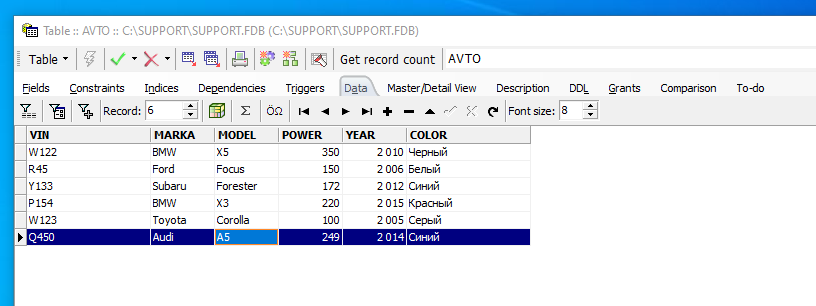 Table :: AVTO :: C:\SUPPORT\SUPPORT.FDB (C:\SUPPORT\SUPPORT.FDB)
Table Get record count AVTO
Fields Constraints Indices Dependencies Triggers Data Master/Detail View Description DDL Grants Comparison To-do
Record: 6 Σ ÖΩ Font size: 8
VIN MARKA MODEL POWER YEAR COLOR
W122 BMW X5 350 2 010 Черный
R45 Ford Focus 150 2 006 Белый
Y133 Subaru Forester 172 2 012 Синий
P154 BMW X3 220 2 015 Красный
W123 Toyota Corolla 100 2 005 Серый
Q450 Audi A5 249 2 014 Синий